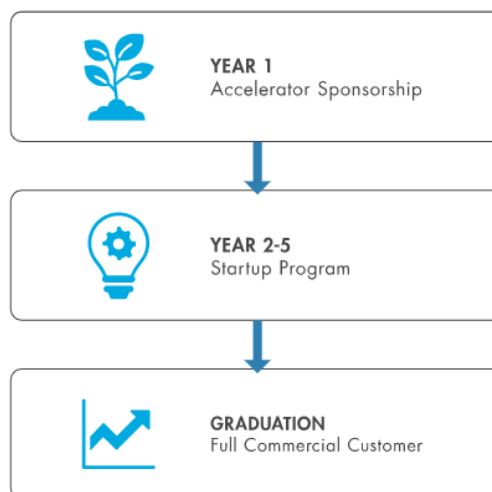 YEAR 1
Accelerator Sponsorship
YEAR 2-5
Startup Program
GRADUATION
Full Commercial Customer